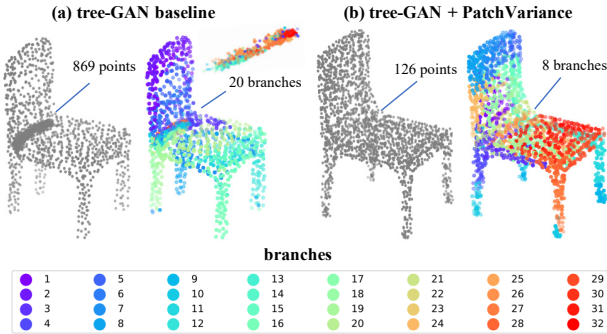 (a) tree-GAN baseline
(b) tree-GAN + PatchVariance
869 points
20 branches
126 points
8 branches
branches
1 5 9 13 17 21 25 29
2 6 10 14 18 22 26 30
3 7 11 15 19 23 27 31
4 8 12 16 20 24 28 32